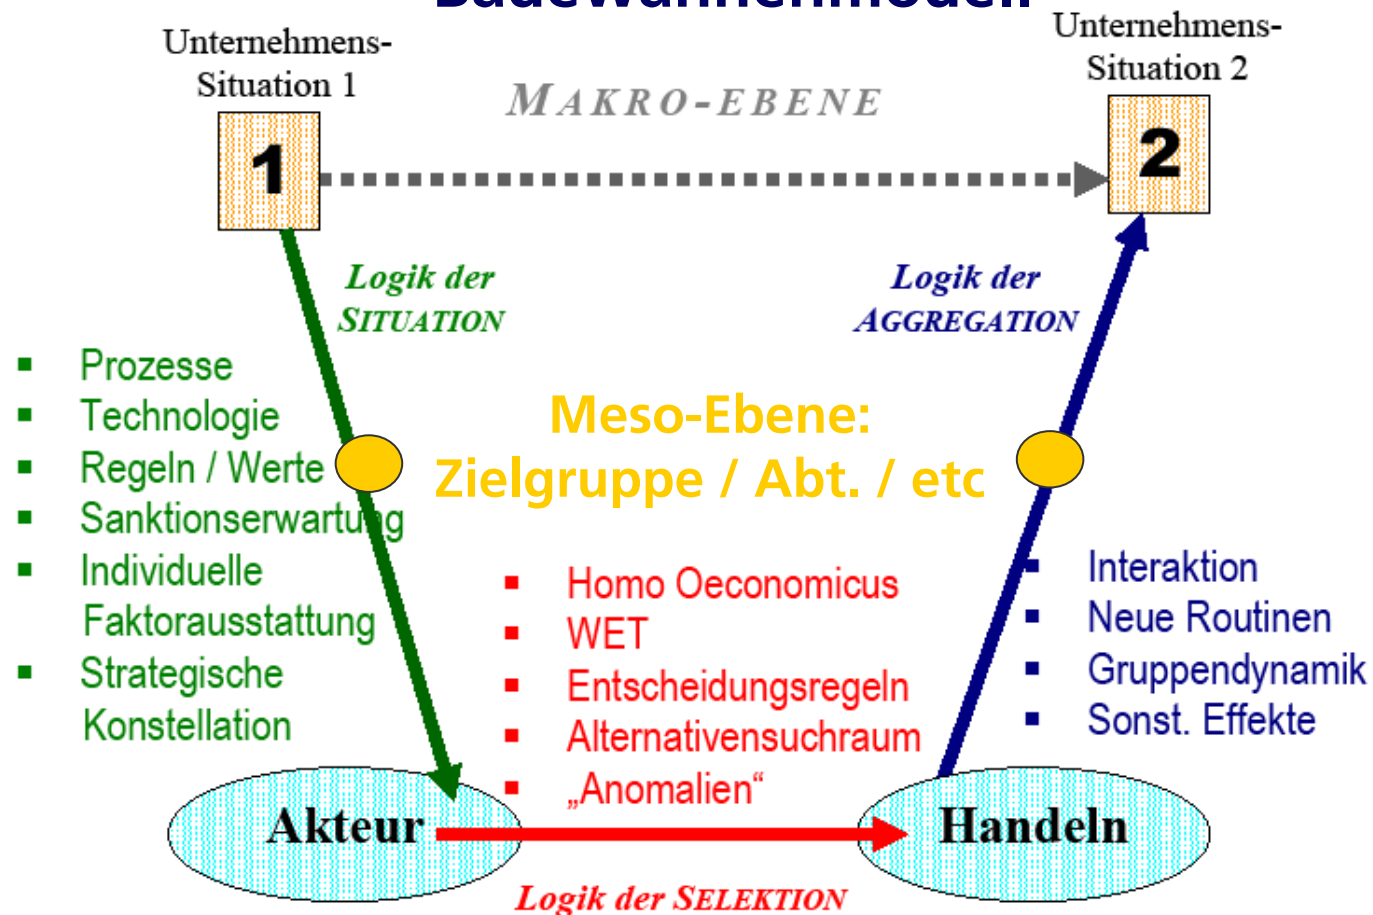 Badewannenmodell
Unternehmens-
Situation 1
Unternehmens-
Situation 2
MAKRO-EBENE
1
2
Logik der
SITUATION
Logik der
AGGREGATION
▪ Prozesse
▪ Technologie
▪ Regeln / Werte
▪ Sanktionserwartung
▪ Individuelle
Faktorausstattung
▪ Strategische
Konstellation
Meso-Ebene:
Zielgruppe / Abt. / etc
▪ Homo Oeconomicus
▪ WET
▪ Entscheidungsregeln
▪ Alternativensuchraum
▪ „Anomalien“
▪ Interaktion
▪ Neue Routinen
▪ Gruppendynamik
▪ Sonst. Effekte
Akteur
Handeln
Logik der SELEKTION